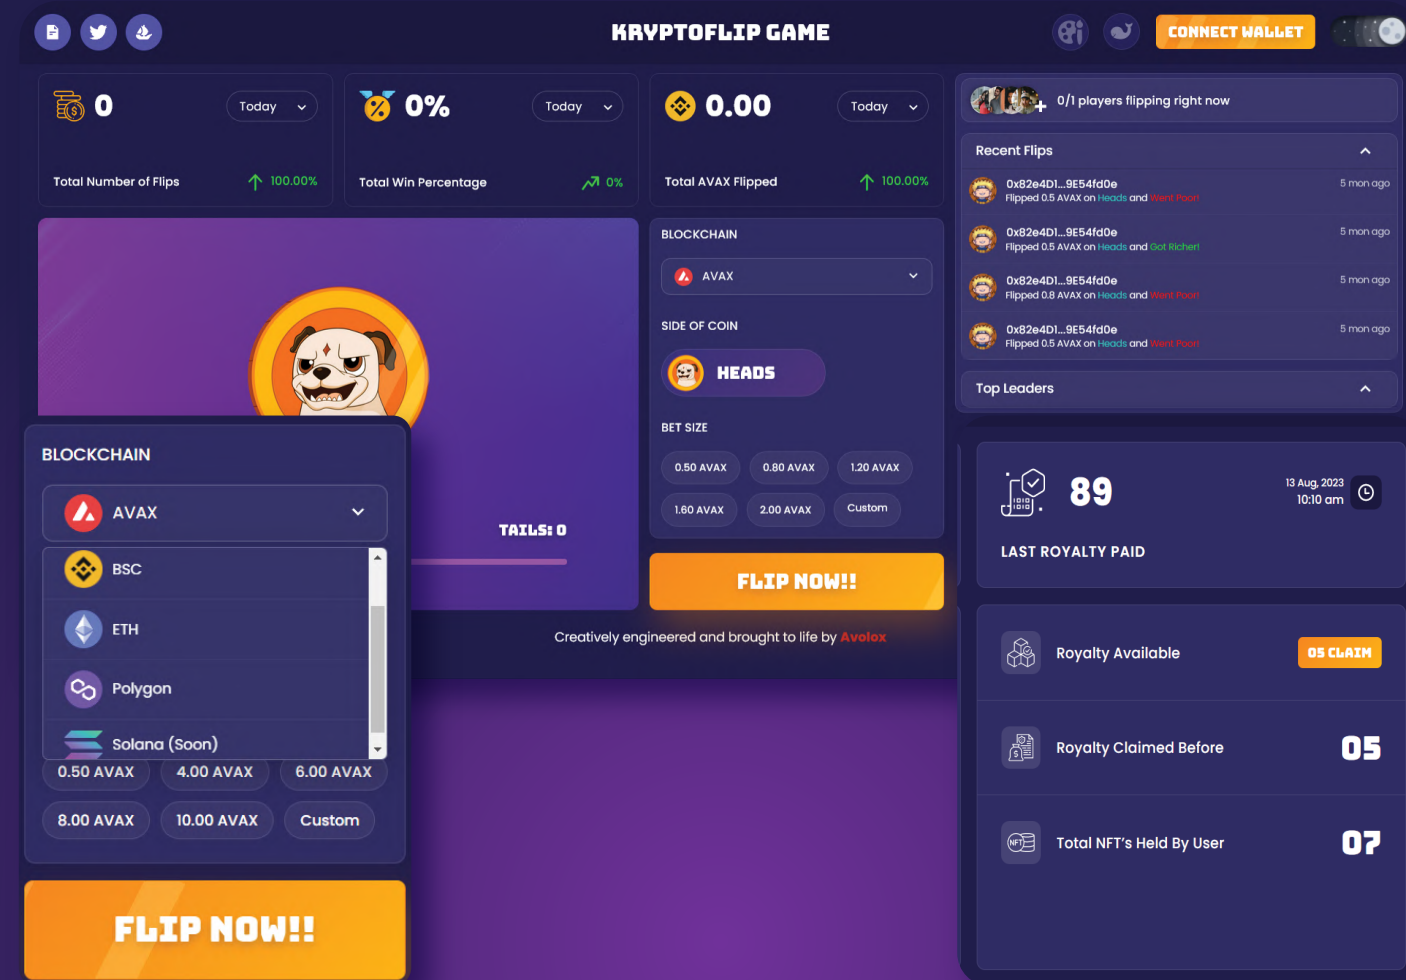 KRYPTOFLIP GAME
CONNECT WALLET
0
Today
Total Number of Flips
100.00%
0%
Today
Total Win Percentage
0%
0.00
Today
Total AVAX Flipped
100.00%
0/1 players flipping right now
Recent Flips
0x82e4D1...9E54fd0e
5 mon ago
Flipped 0.5 AVAX on Heads and Went Poor!
0x82e4D1...9E54fd0e
5 mon ago
Flipped 0.5 AVAX on Heads and Got Richer!
0x82e4D1...9E54fd0e
5 mon ago
Flipped 0.8 AVAX on Heads and Went Poor!
0x82e4D1...9E54fd0e
5 mon ago
Flipped 0.5 AVAX on Heads and Went Poor!
Top Leaders
BLOCKCHAIN
AVAX
SIDE OF COIN
HEADS
BET SIZE
0.50 AVAX
0.80 AVAX
1.20 AVAX
1.60 AVAX
2.00 AVAX
Custom
FLIP NOW!!
TAILS: 0
Creatively engineered and brought to life by Avolox
BLOCKCHAIN
AVAX
BSC
ETH
Polygon
Solana (Soon)
0.50 AVAX
4.00 AVAX
6.00 AVAX
8.00 AVAX
10.00 AVAX
Custom
FLIP NOW!!
89
13 Aug, 2023
10:10 am
LAST ROYALTY PAID
Royalty Available
05 CLAIM
Royalty Claimed Before
05
NFT
Total NFT's Held By User
07